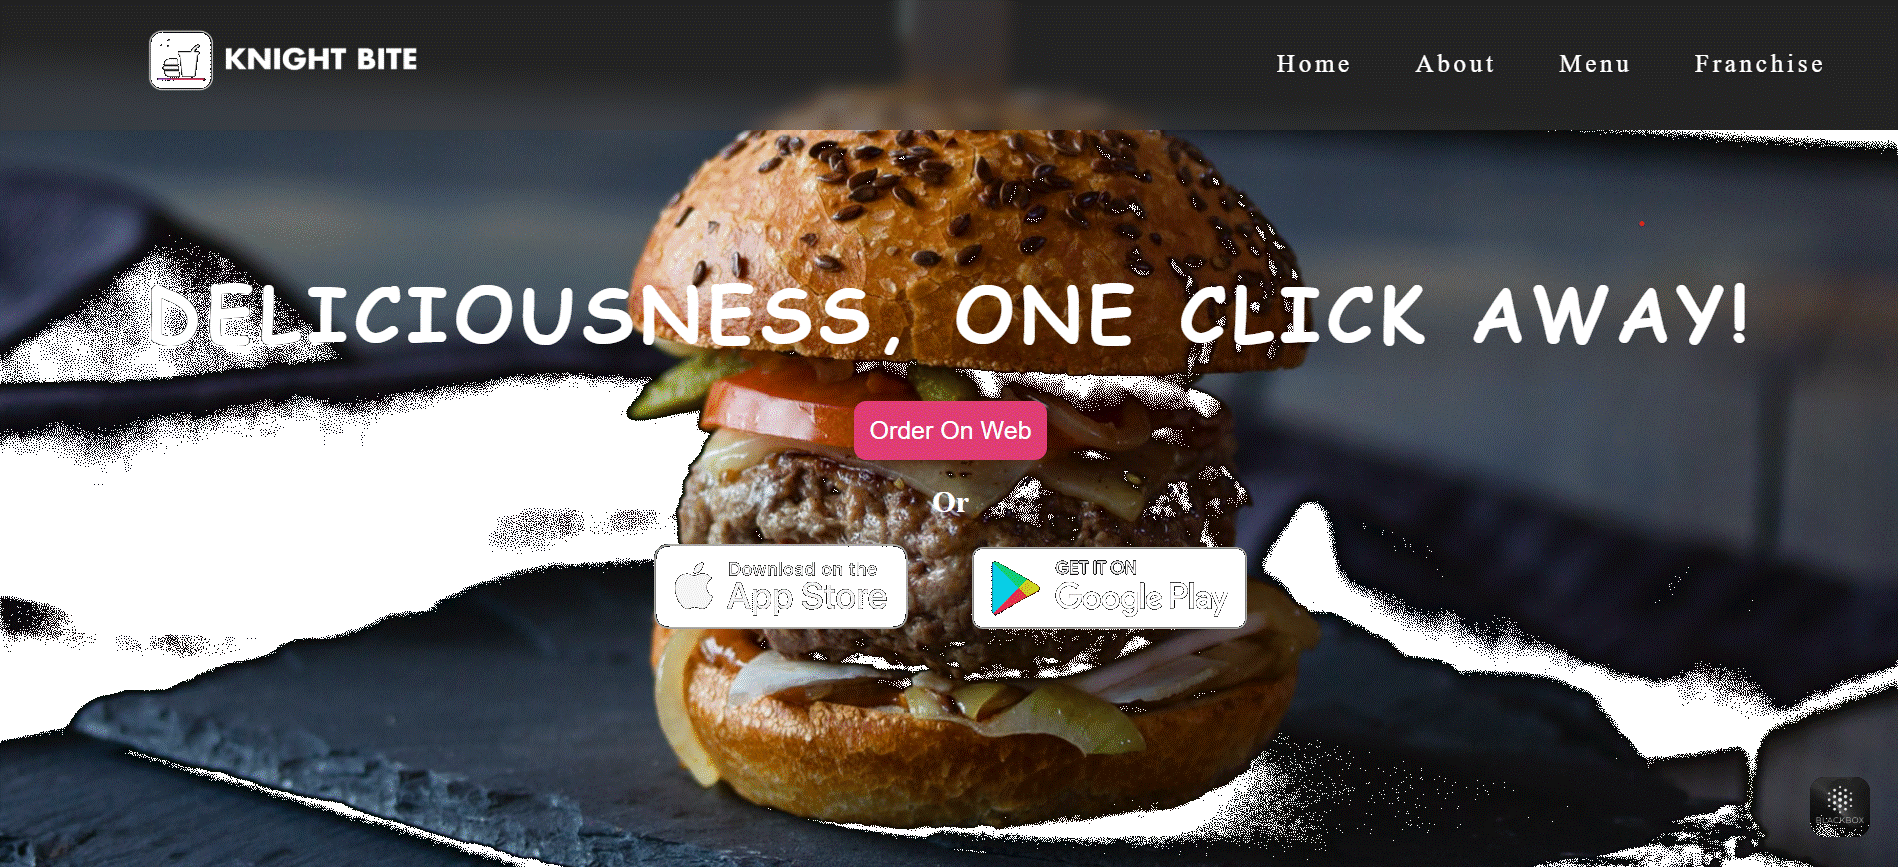 KNIGHT BITE
Home About Menu Franchise
DELICIOUSNESS, ONE CLICK AWAY!
Order On Web
Or
Download on the
App Store
GET IT ON
Google Play
BLACKBOX